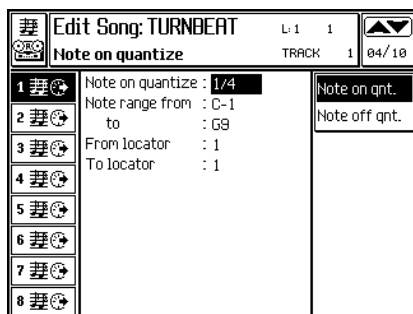 Edit Song: TURNBEAT L:1 1
Note on quantize TRACK 1 04/10
1 Note on quantize : 1/4 Note on qnt.
Note range from : C-1
2 to : G9 Note off qnt.
3 From locator : 1
To locator : 1
4
5
6
7
8